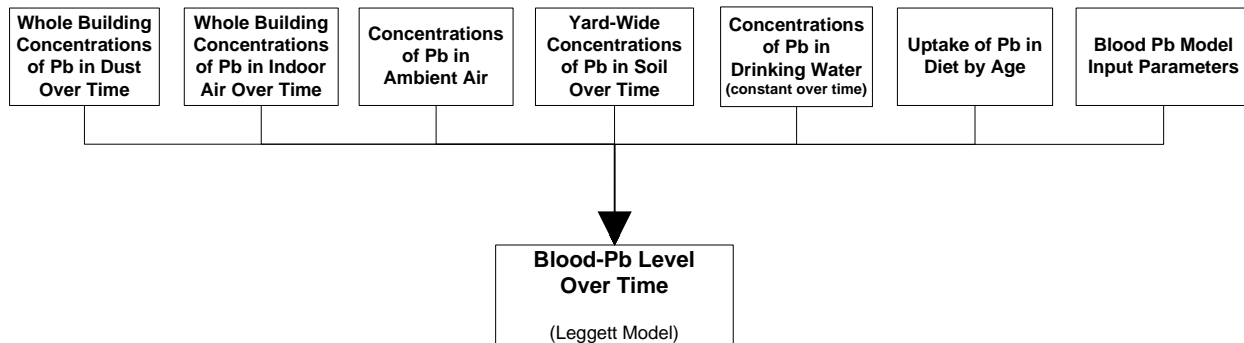 Whole Building
Concentrations
of Pb in Dust
Over Time
Whole Building
Concentrations
of Pb in Indoor
Air Over Time
Concentrations
of Pb in
Ambient Air
Yard-Wide
Concentrations
of Pb in Soil
Over Time
Concentrations
of Pb in
Drinking Water
(constant over time)
Uptake of Pb in
Diet by Age
Blood Pb Model
Input Parameters
Blood-Pb Level
Over Time
(Leggett Model)